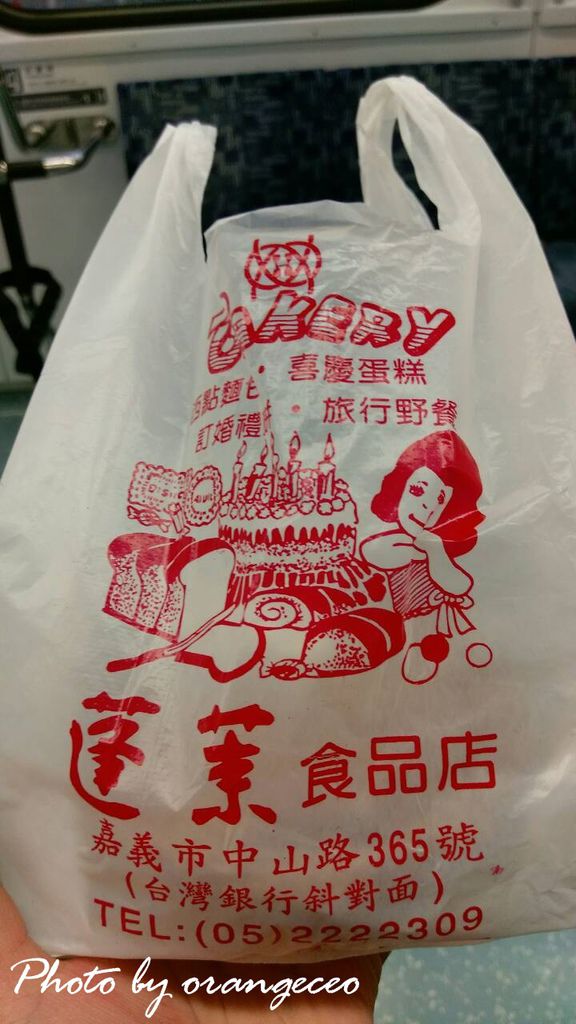 BAKERY
西點麵包・喜慶蛋糕
訂婚禮餅・旅行野餐
蓬萊食品店
嘉義市中山路365號
(台灣銀行斜對面)
TEL:(05)2222309
Photo by orangeceo